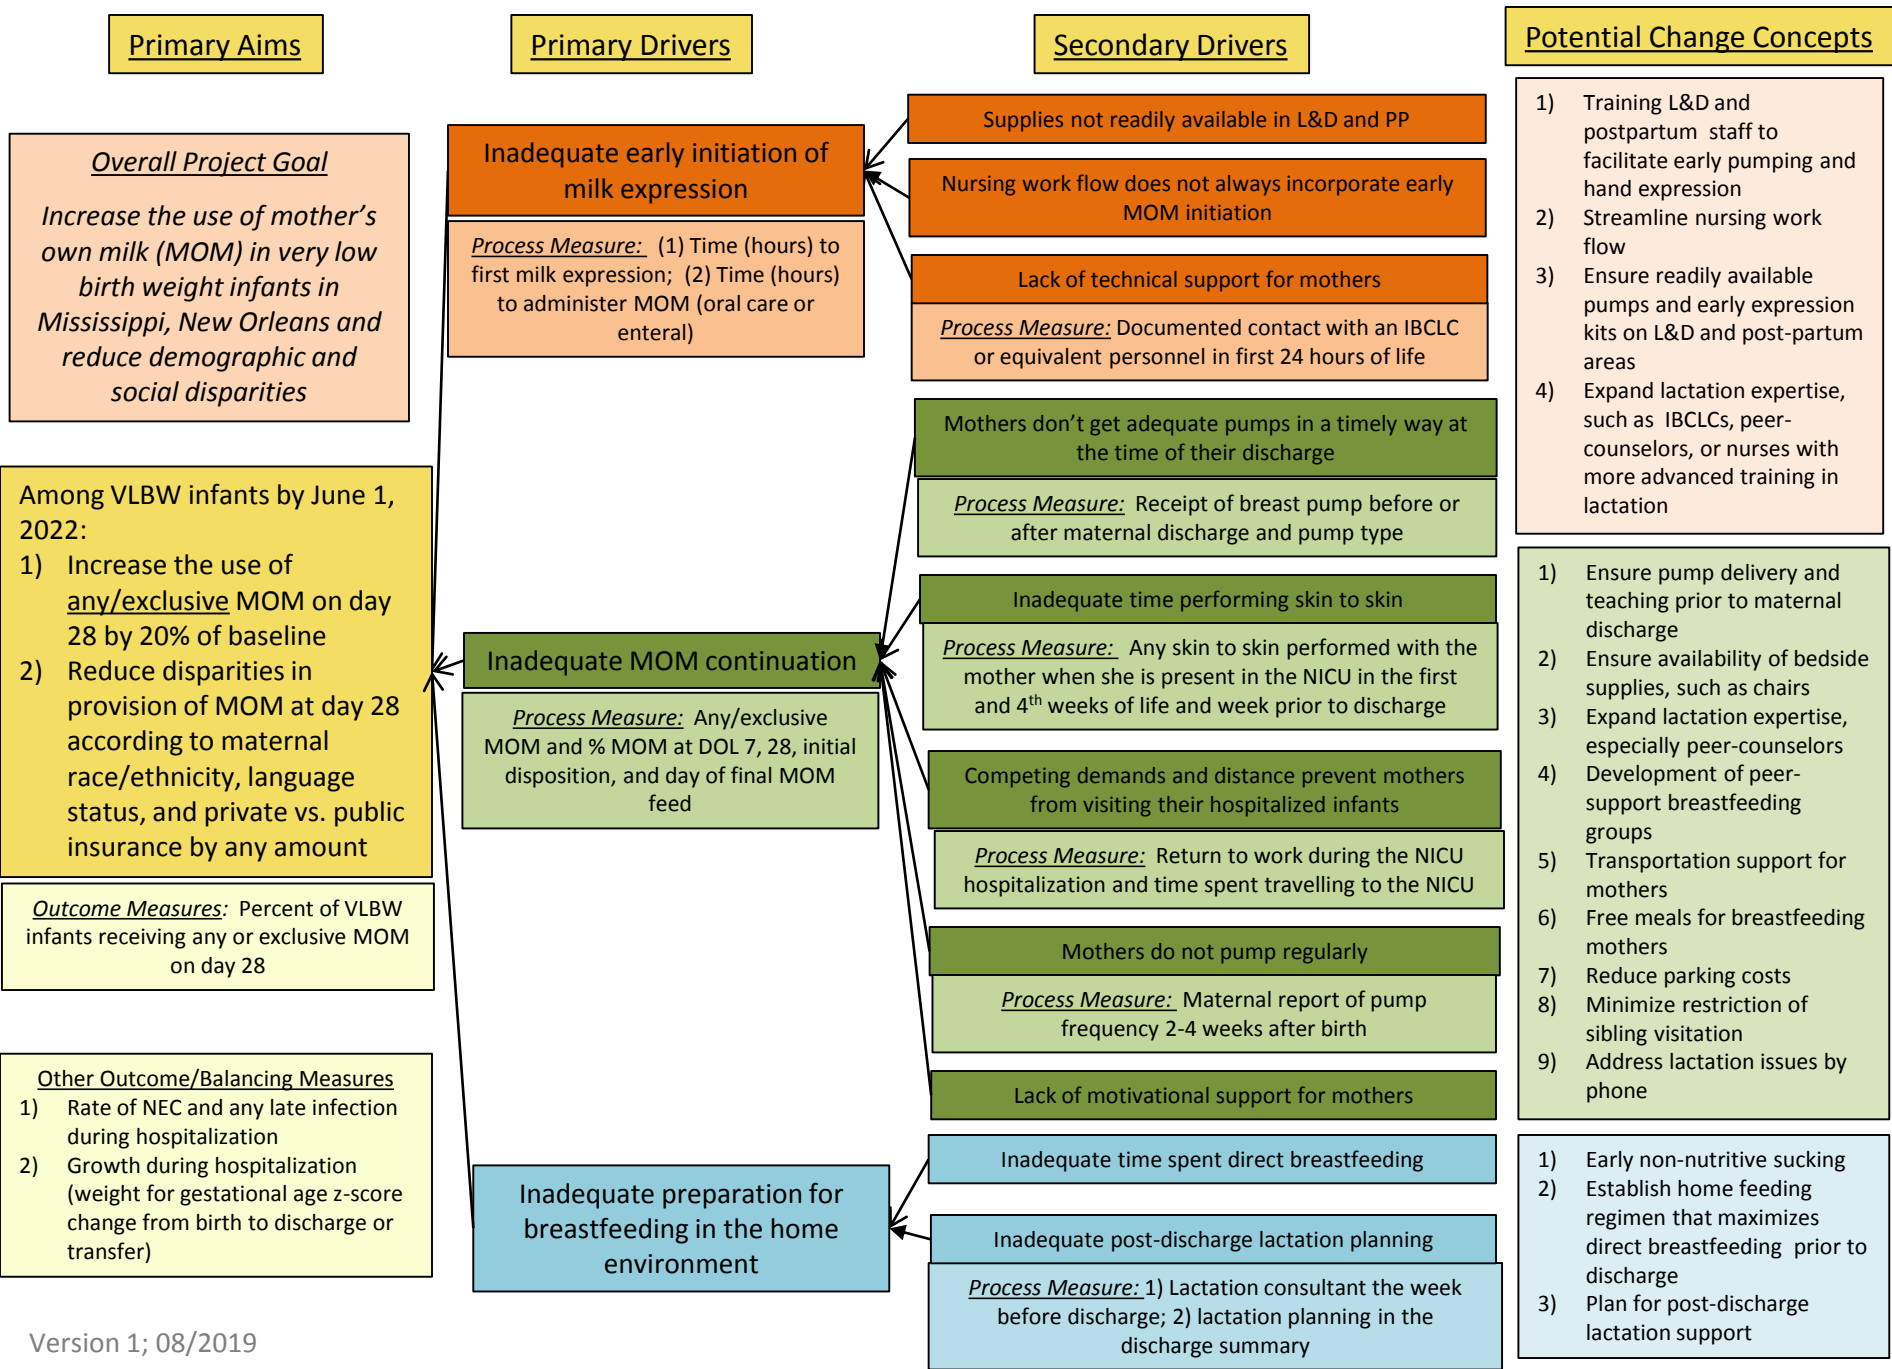 Primary Aims
Primary Drivers
Secondary Drivers
Potential Change Concepts
Overall Project Goal
Increase the use of mother's
own milk (MOM) in very low
birth weight infants in
Mississippi, New Orleans and
reduce demographic and
social disparities
Among VLBW infants by June 1,
2022:
1) Increase the use of
any/exclusive MOM on day
28 by 20% of baseline
2) Reduce disparities in
provision of MOM at day 28
according to maternal
race/ethnicity, language
status, and private vs. public
insurance by any amount
Outcome Measures: Percent of VLBW
infants receiving any or exclusive MOM
on day 28
Other Outcome/Balancing Measures
1) Rate of NEC and any late infection
during hospitalization
2) Growth during hospitalization
(weight for gestational age z-score
change from birth to discharge or
transfer)
Version 1; 08/2019
Inadequate early initiation of
milk expression
Process Measure: (1) Time (hours) to
first milk expression; (2) Time (hours)
to administer MOM (oral care or
enteral)
Inadequate MOM continuation
Process Measure: Any/exclusive
MOM and % MOM at DOL 7, 28, initial
disposition, and day of final MOM
feed
Inadequate preparation for
breastfeeding in the home
environment
Supplies not readily available in L&D and PP
Nursing work flow does not always incorporate early
MOM initiation
Lack of technical support for mothers
Process Measure: Documented contact with an IBCLC
or equivalent personnel in first 24 hours of life
Mothers don't get adequate pumps in a timely way at
the time of their discharge
Process Measure: Receipt of breast pump before or
after maternal discharge and pump type
Inadequate time performing skin to skin
Process Measure: Any skin to skin performed with the
mother when she is present in the NICU in the first
and 4th weeks of life and week prior to discharge
Competing demands and distance prevent mothers
from visiting their hospitalized infants
Process Measure: Return to work during the NICU
hospitalization and time spent travelling to the NICU
Mothers do not pump regularly
Process Measure: Maternal report of pump
frequency 2-4 weeks after birth
Lack of motivational support for mothers
Inadequate time spent direct breastfeeding
Inadequate post-discharge lactation planning
Process Measure: 1) Lactation consultant the week
before discharge; 2) lactation planning in the
discharge summary
1) Training L&D and
postpartum staff to
facilitate early pumping and
hand expression
2) Streamline nursing work
flow
3) Ensure readily available
pumps and early expression
kits on L&D and post-partum
areas
4) Expand lactation expertise,
such as IBCLCs, peer-
counselors, or nurses with
more advanced training in
lactation
1) Ensure pump delivery and
teaching prior to maternal
discharge
2) Ensure availability of bedside
supplies, such as chairs
3) Expand lactation expertise,
especially peer-counselors
4) Development of peer-
support breastfeeding
groups
5) Transportation support for
mothers
6) Free meals for breastfeeding
mothers
7) Reduce parking costs
8) Minimize restriction of
sibling visitation
9) Address lactation issues by
phone
1) Early non-nutritive sucking
2) Establish home feeding
regimen that maximizes
direct breastfeeding prior to
discharge
3) Plan for post-discharge
lactation support